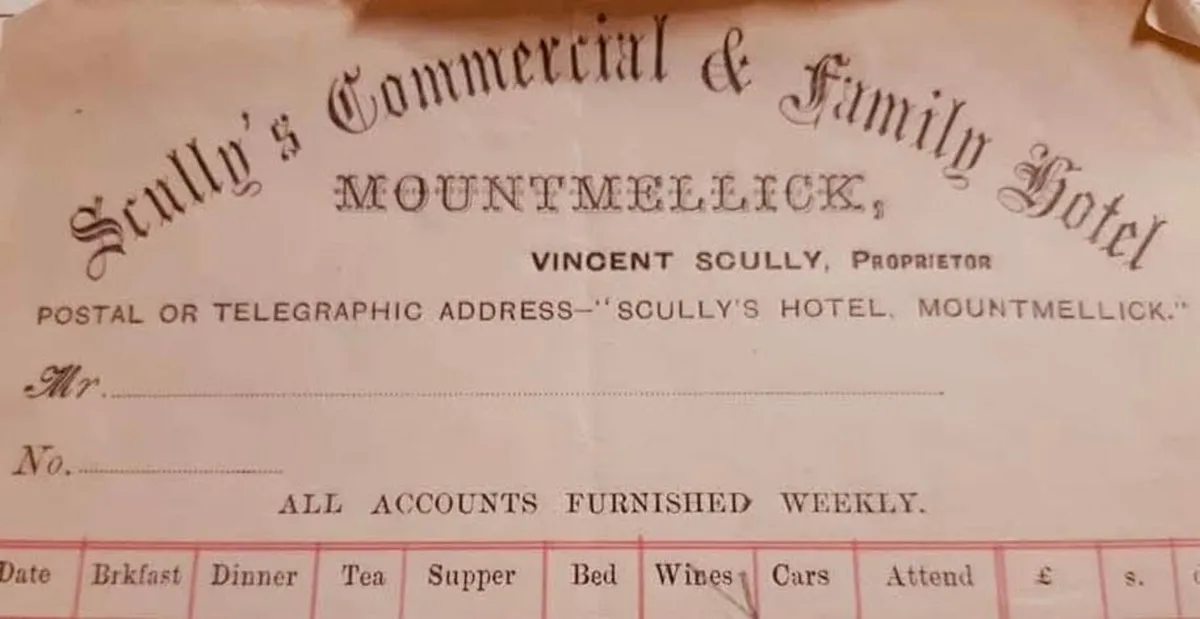 Scully's Commercial & Family Hotel
MOUNTMELLICK,
VINCENT SCULLY, PROPRIETOR
POSTAL OR TELEGRAPHIC ADDRESS–"SCULLY'S HOTEL, MOUNTMELLICK."
Mr.
No.
ALL ACCOUNTS FURNISHED WEEKLY.
Date Brkfast Dinner Tea Supper Bed Wines Cars Attend £ s.